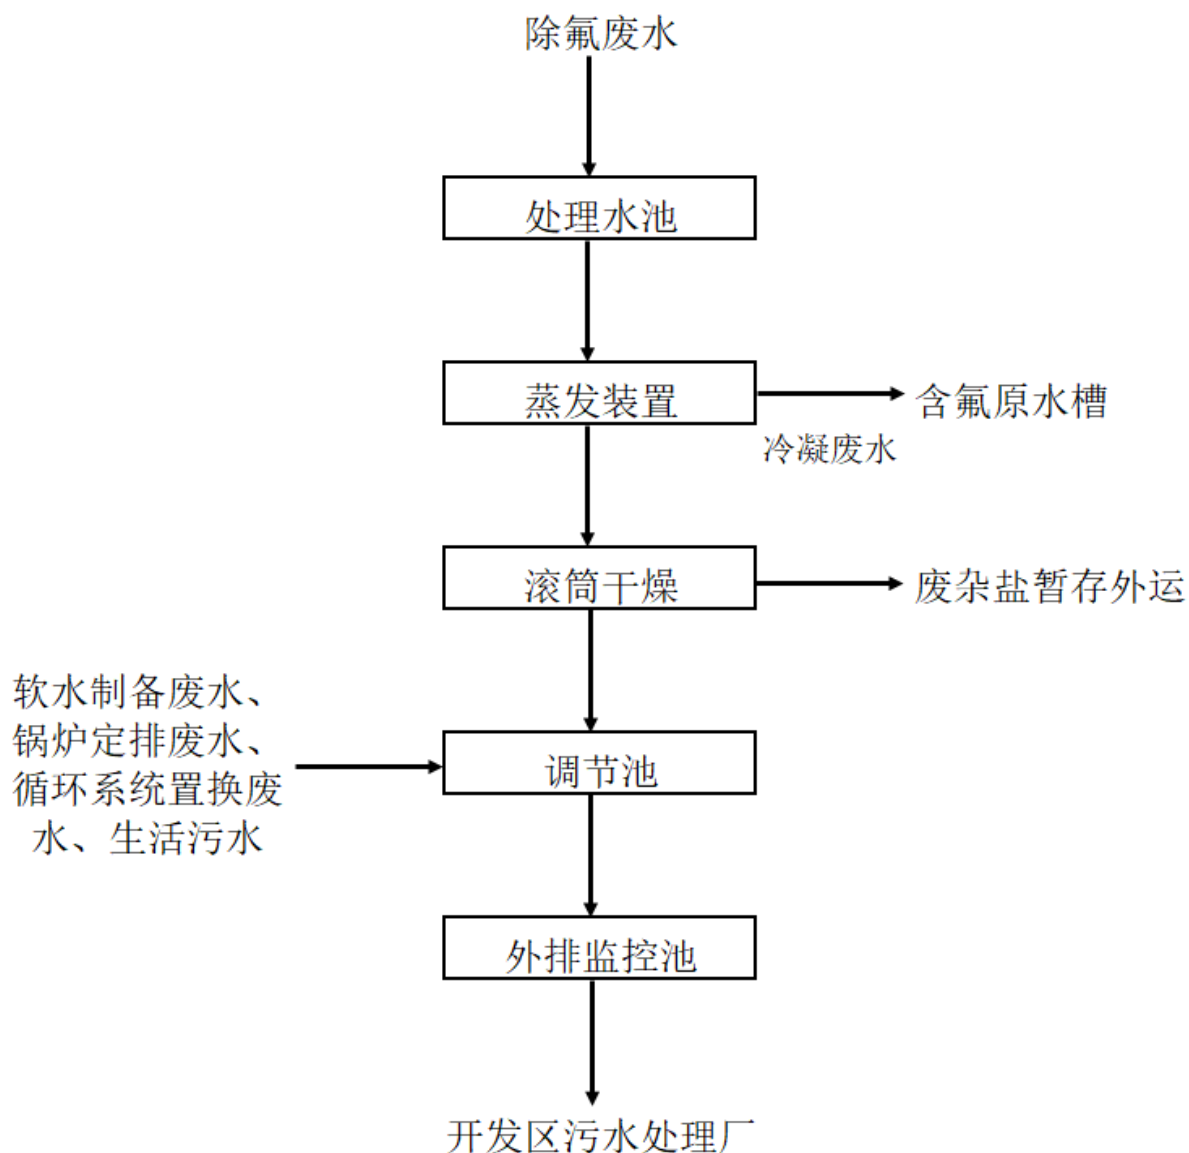 除氟废水
处理水池
蒸发装置
含氟原水槽
冷凝废水
滚筒干燥
废杂盐暂存外运
软水制备废水、
锅炉定排废水、
循环系统置换废
水、生活污水
调节池
外排监控池
开发区污水处理厂